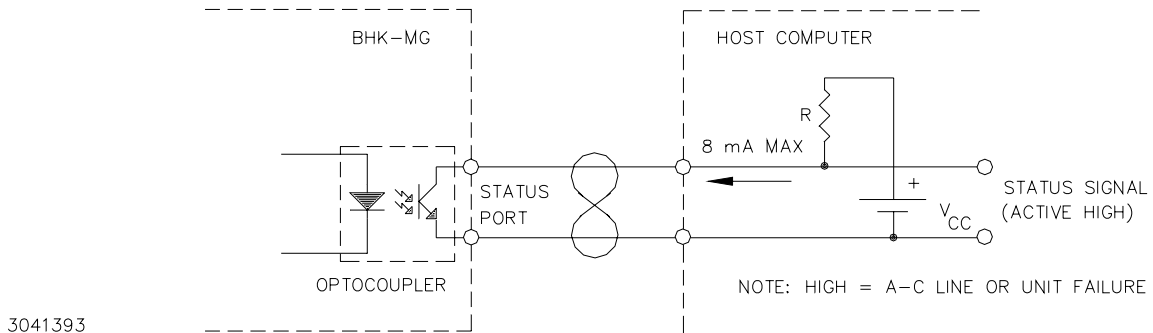 BHK-MG
HOST COMPUTER
R
8 mA MAX
STATUS
PORT
+
V
CC
STATUS SIGNAL
(ACTIVE HIGH)
OPTOCOUPLER
NOTE: HIGH = A-C LINE OR UNIT FAILURE
3041393